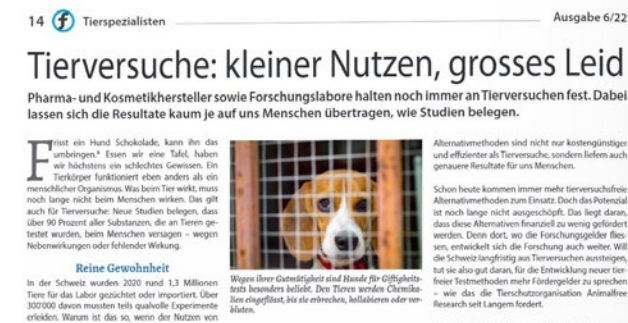 14 f Tierspezialisten
Ausgabe 6/22
Tierversuche: kleiner Nutzen, grosses Leid
Pharma- und Kosmetikhersteller sowie Forschungslabore halten noch immer an Tierversuchen fest. Dabei
lassen sich die Resultate kaum je auf uns Menschen übertragen, wie Studien belegen.
Frisst ein Hund Schokolade, kann ihn das
umbringen.* Essen wir eine Tafel, haben
wir höchstens ein schlechtes Gewissen. Ein
Tierkörper funktioniert eben anders als ein
menschlicher Organismus. Was beim Tier wirkt, muss
noch lange nicht beim Menschen wirken. Das gilt
auch für Tierversuche: Neue Studien belegen, dass
über 90 Prozent aller Substanzen, die an Tieren ge-
testet wurden, beim Menschen versagen – wegen
Nebenwirkungen oder fehlender Wirkung.
Reine Gewohnheit
In der Schweiz wurden 2020 rund 1,3 Millionen
Tiere für das Labor gezüchtet oder importiert. Über
300'000 davon mussten teils qualvolle Experimente
erleiden. Warum ist das so, wenn der Nutzen von
Wegen ihrer Gutmütigkeit sind Hunde für Giftigkeits-
tests besonders beliebt. Den Tieren werden Chemika-
lien eingeflösst, bis sie erbrechen, kollabieren oder ver-
bluten.
Alternativmethoden sind nicht nur kostengünstiger
und effizienter als Tierversuche, sondern liefern auch
genauere Resultate für uns Menschen.
Schon heute kommen immer mehr tierversuchsfreie
Alternativmethoden zum Einsatz. Doch das Potenzial
ist noch lange nicht ausgeschöpft. Das liegt daran,
dass diese Alternativen finanziell zu wenig gefördert
werden. Denn dort, wo die Forschungsgelder flies-
sen, entwickelt sich die Forschung auch weiter. Will
die Schweiz langfristig aus Tierversuchen aussteigen,
tut sie also gut daran, für die Entwicklung neuer tier-
freier Testmethoden mehr Fördergelder zu sprechen
– wie das die Tierschutzorganisation Animalfree
Research seit Langem fordert.